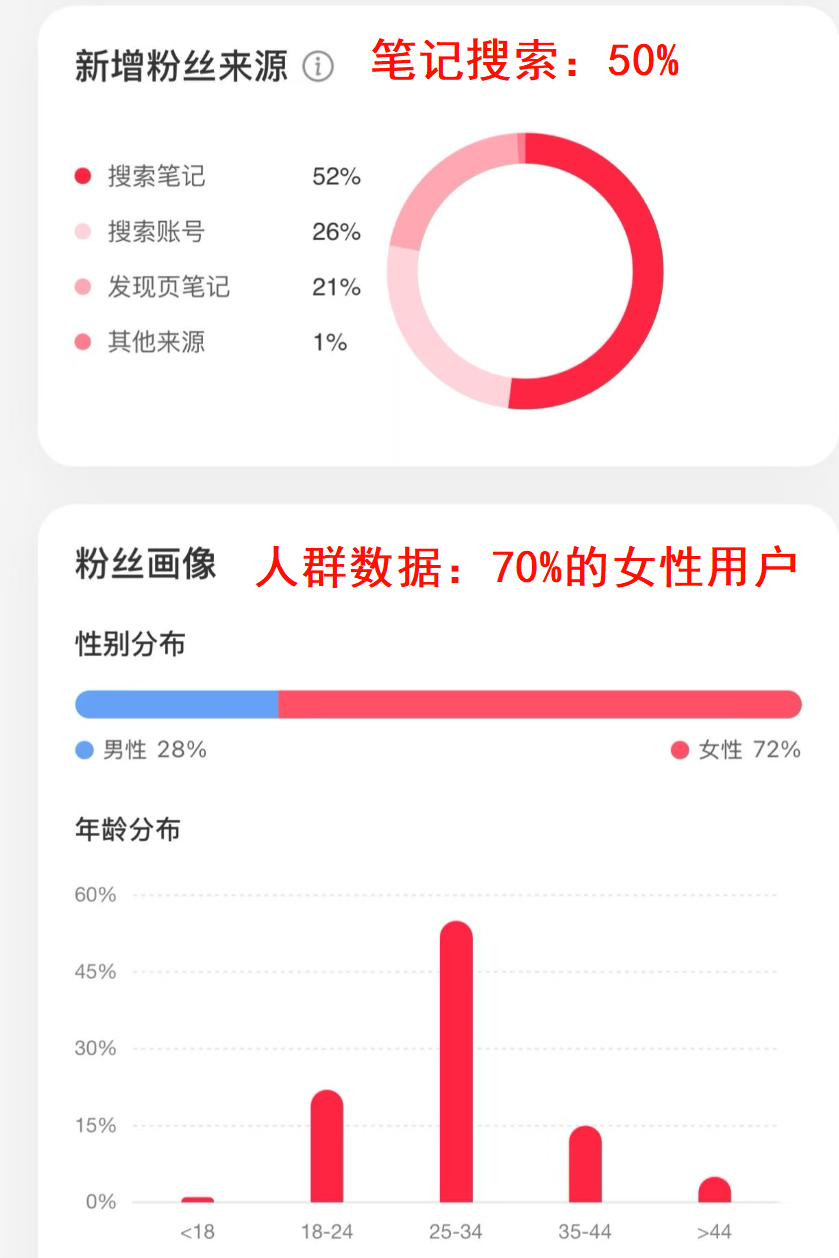 新增粉丝来源 笔记搜索：50%
搜索笔记 52%
搜索账号 26%
发现页笔记 21%
其他来源 1%
粉丝画像 人群数据：70%的女性用户
性别分布
男性 28% 女性 72%
年龄分布
60%
45%
30%
15%
0%
<18 18-24 25-34 35-44 >44